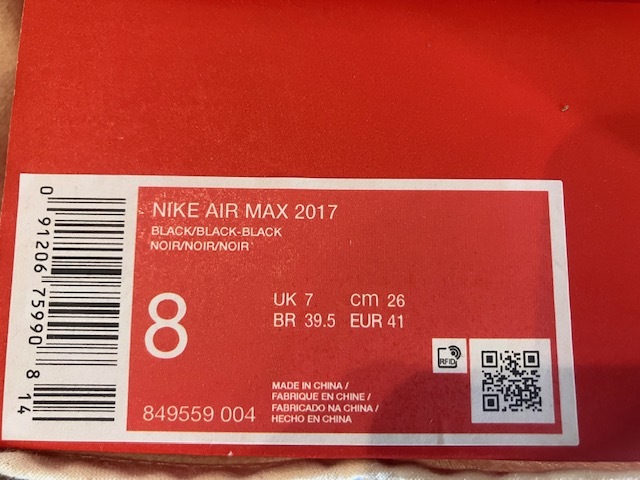 NIKE AIR MAX 2017
BLACK/BLACK-BLACK
NOIR/NOIR/NOIR
8
UK 7 cm 26
BR 39.5 EUR 41
RFID
MADE IN CHINA /
FABRIQUE EN CHINE /
FABRICADO NA CHINA /
HECHO EN CHINA
849559 004
0 91206 75990 8 14